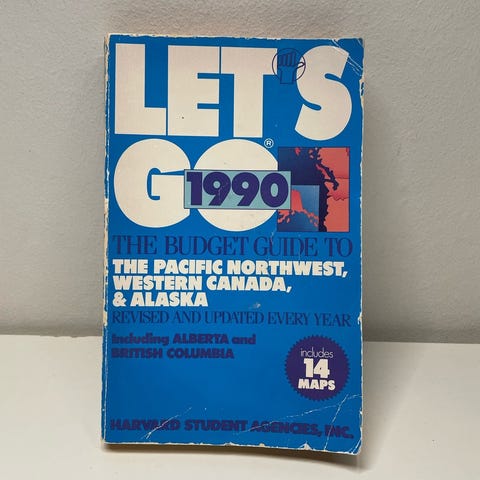 LET'S
GO®
1990
THE BUDGET GUIDE TO
THE PACIFIC NORTHWEST,
WESTERN CANADA,
& ALASKA
REVISED AND UPDATED EVERY YEAR
Including ALBERTA and
BRITISH COLUMBIA
includes
14
MAPS
HARVARD STUDENT AGENCIES, INC.